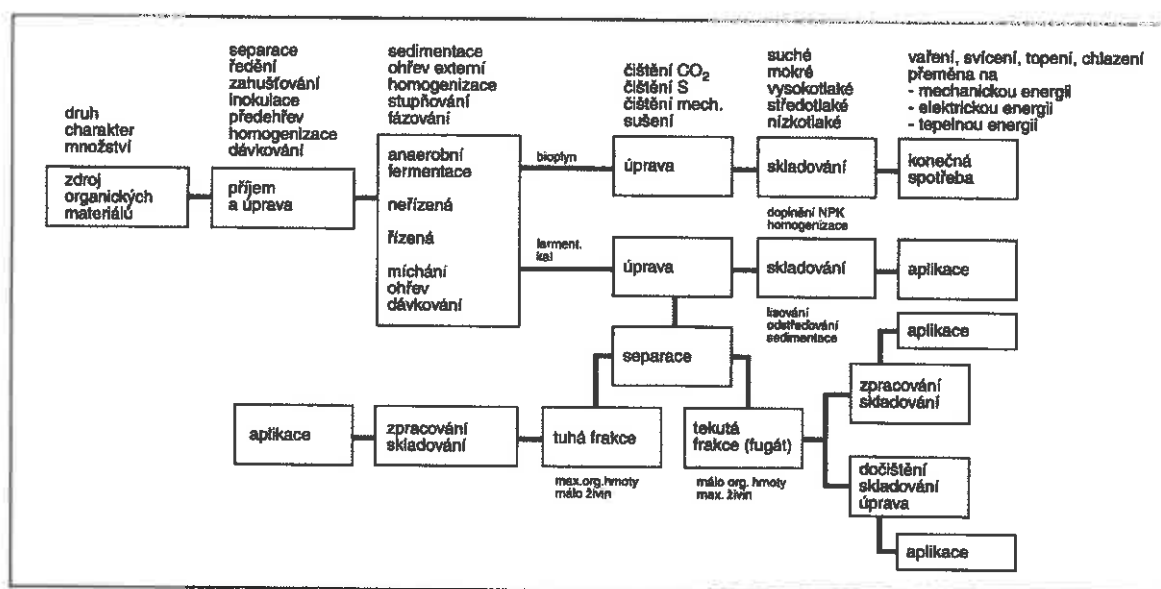 druh
charakter
množství
zdroj
organických
materiálů
separace
ředění
zahušťování
inokulace
předehřev
homogenizace
dávkování
příjem
a úprava
sedimentace
ohřev externí
homogenizace
stupňování
fázování
anaerobní
fermentace
neřízená
řízená
míchání
ohřev
dávkování
bioplyn
čištění CO₂
čištění S
čištění mech.
sušení
úprava
suché
mokré
vysokotlaké
středotlaké
nízkotlaké
skladování
vaření, svícení, topení, chlazení
přeměna na
- mechanickou energii
- elektrickou energii
- tepelnou energii
konečná
spotřeba
ferment.
kal
úprava
doplnění NPK
homogenizace
skladování
aplikace
separace
lisování
odstřeďování
sedimentace
aplikace
zpracování
skladování
tuhá frakce
max.org.hmoty
málo živin
tekutá
frakce (fugát)
málo org. hmoty
max. živin
aplikace
zpracování
skladování
dočištění
skladování
úprava
aplikace